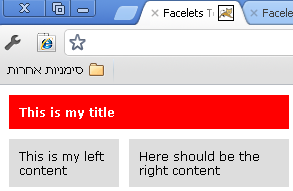 Facelets T
Facele
סימניות אחרות
This is my title
This is my left
content
Here should be the
right content